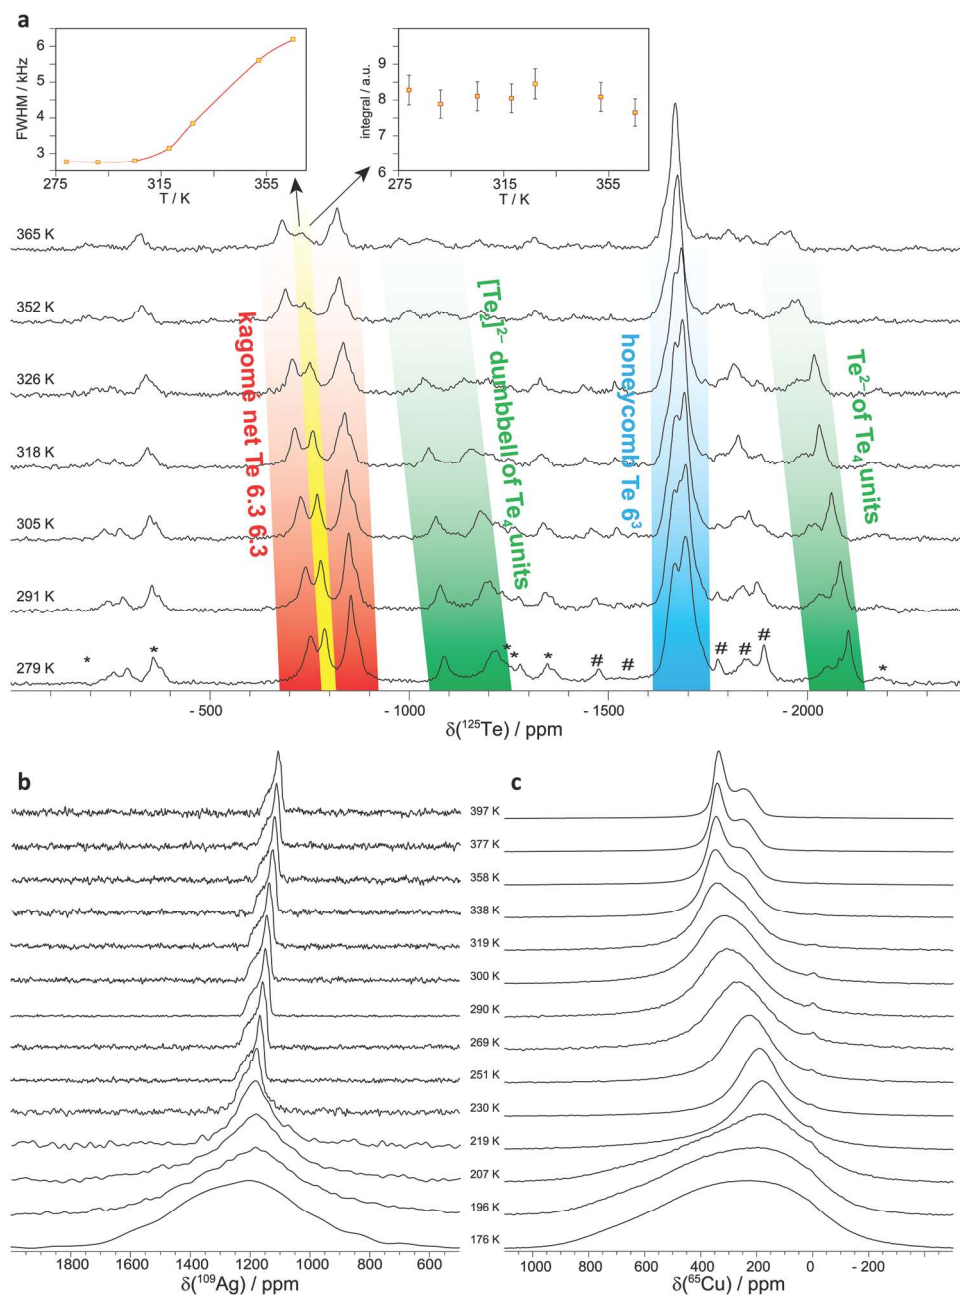 a
FWHM / kHz
6
5
4
3
275
315
355
T / K
integral / a.u.
9
8
7
6
275
315
355
T / K
365 K
352 K
326 K
318 K
305 K
291 K
279 K
kagome net Te 6.3 6.3
[Te₂]²⁻ dumbbell of Te₄ units
honeycomb Te 6³
Te²⁻ of Te₄ units
* * * * * # # # # # *
- 500
- 1000
- 1500
- 2000
δ(¹²⁵Te) / ppm
b
c
397 K
377 K
358 K
338 K
319 K
300 K
290 K
269 K
251 K
230 K
219 K
207 K
196 K
176 K
1800 1600 1400 1200 1000 800 600
δ(¹⁰⁹Ag) / ppm
1000 800 600 400 200 0 - 200
δ(⁶⁵Cu) / ppm